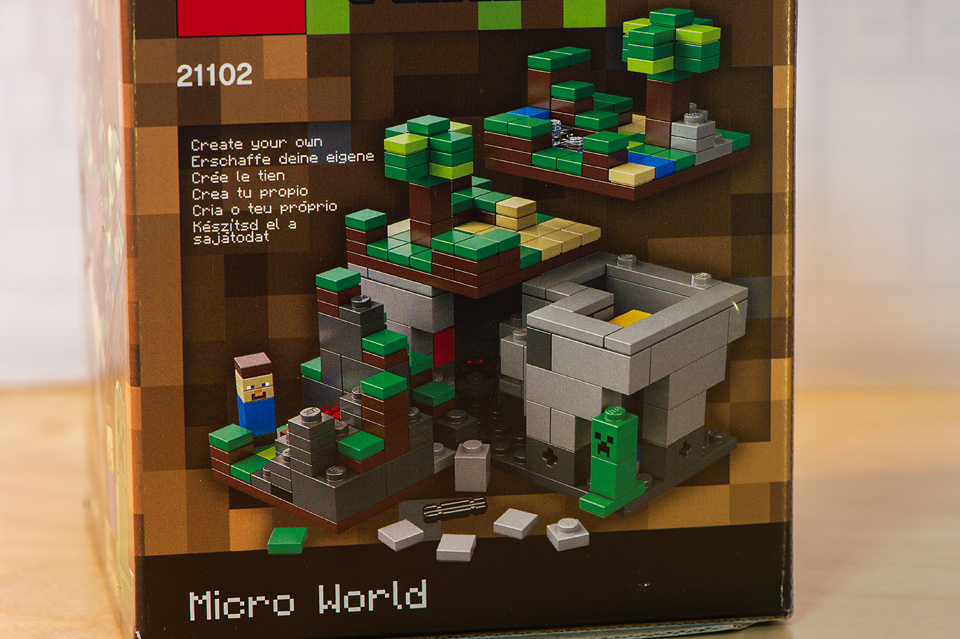 21102
Create your own
Erschaffe deine eigene
Crée le tien
Crea tu propio
Cria o teu próprio
Készítsd el a
sajátodat
Micro World